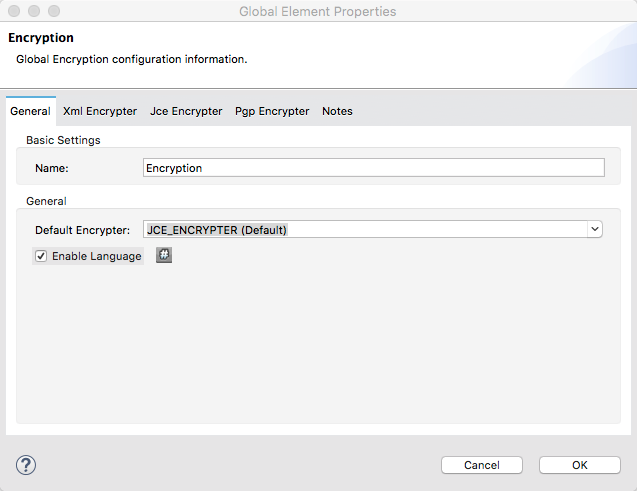 Global Element Properties
Encryption
Global Encryption configuration information.
General Xml Encrypter Jce Encrypter Pgp Encrypter Notes
Basic Settings
Name: Encryption
General
Default Encrypter: JCE_ENCRYPTER (Default)
Enable Language #
?
Cancel OK